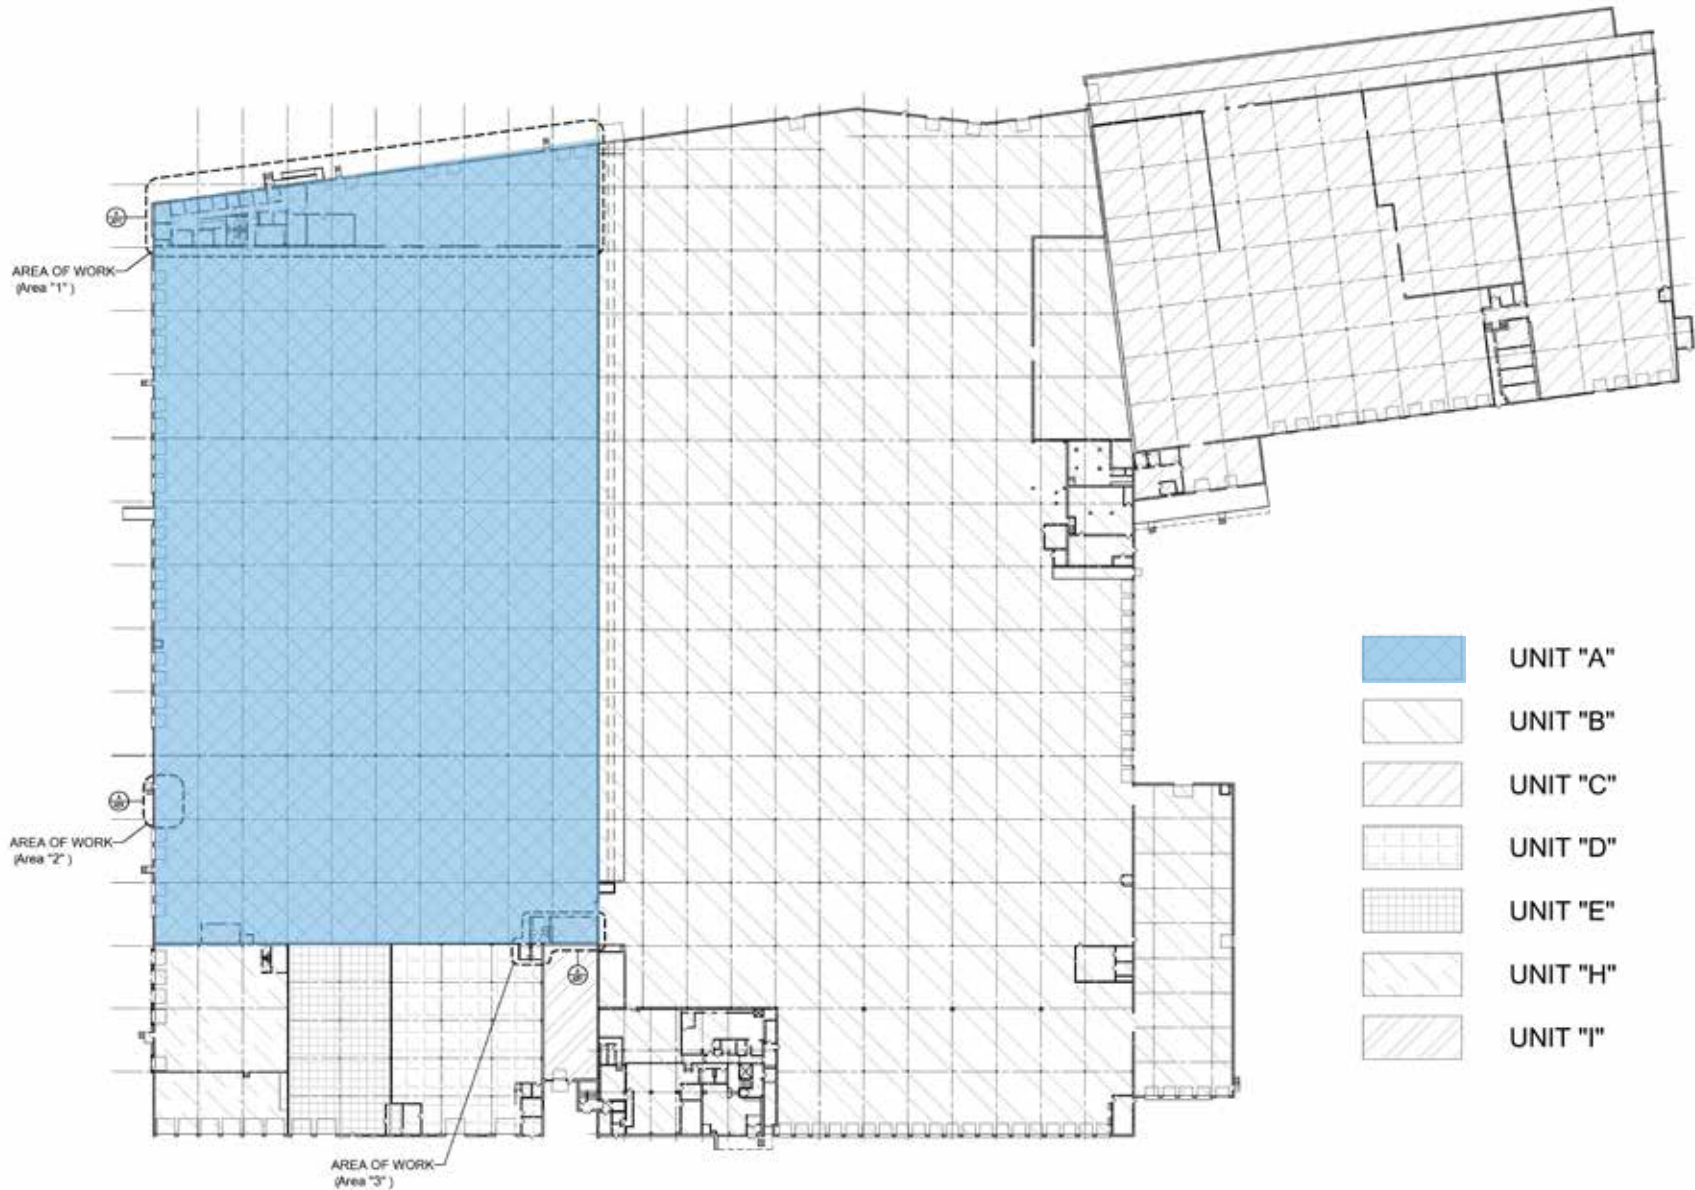 AREA OF WORK
(Area "1" )
AREA OF WORK
(Area "2" )
AREA OF WORK
(Area "3" )
UNIT "A"
UNIT "B"
UNIT "C"
UNIT "D"
UNIT "E"
UNIT "H"
UNIT "I"